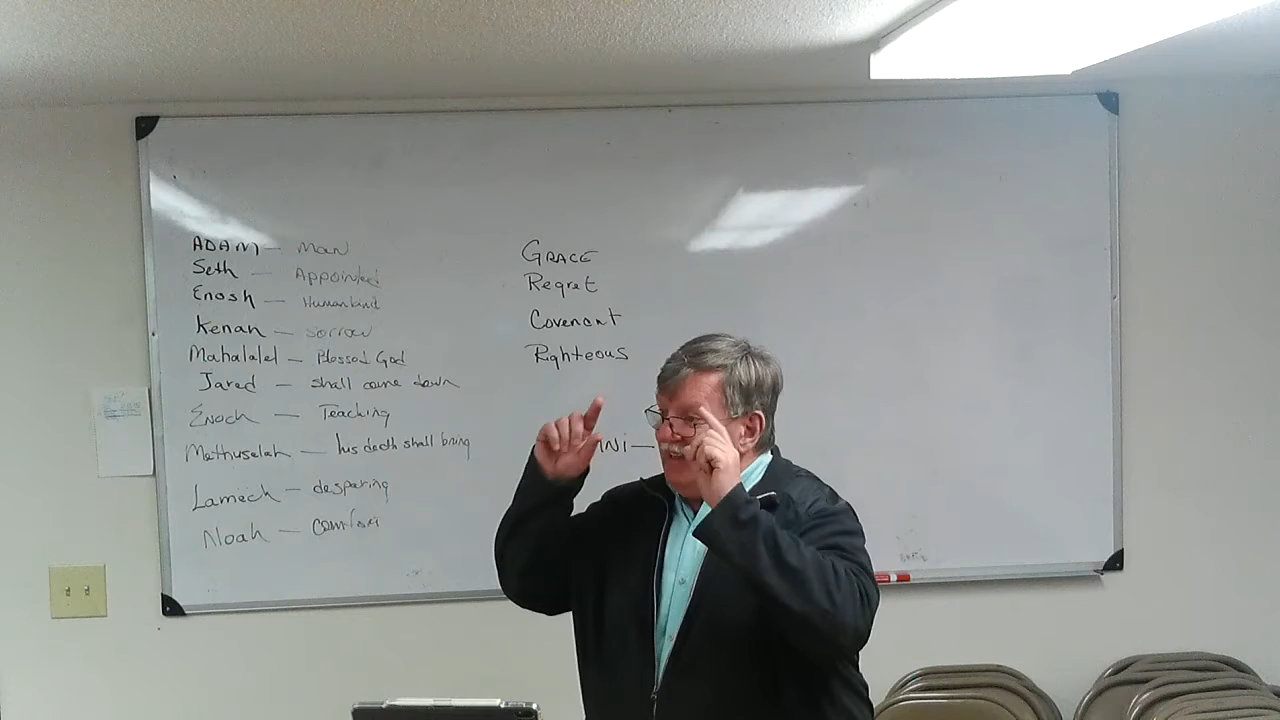 ADAM — Man
Seth — Appointed
Enosh — Humankind
Kenan — Sorrow
Mahalalel — Blessed God
Jared — shall come down
Enoch — Teaching
Methuselah — his death shall bring
Lamech — desparing
Noah — Comfort
GRACE
Regret
Covenant
Righteous